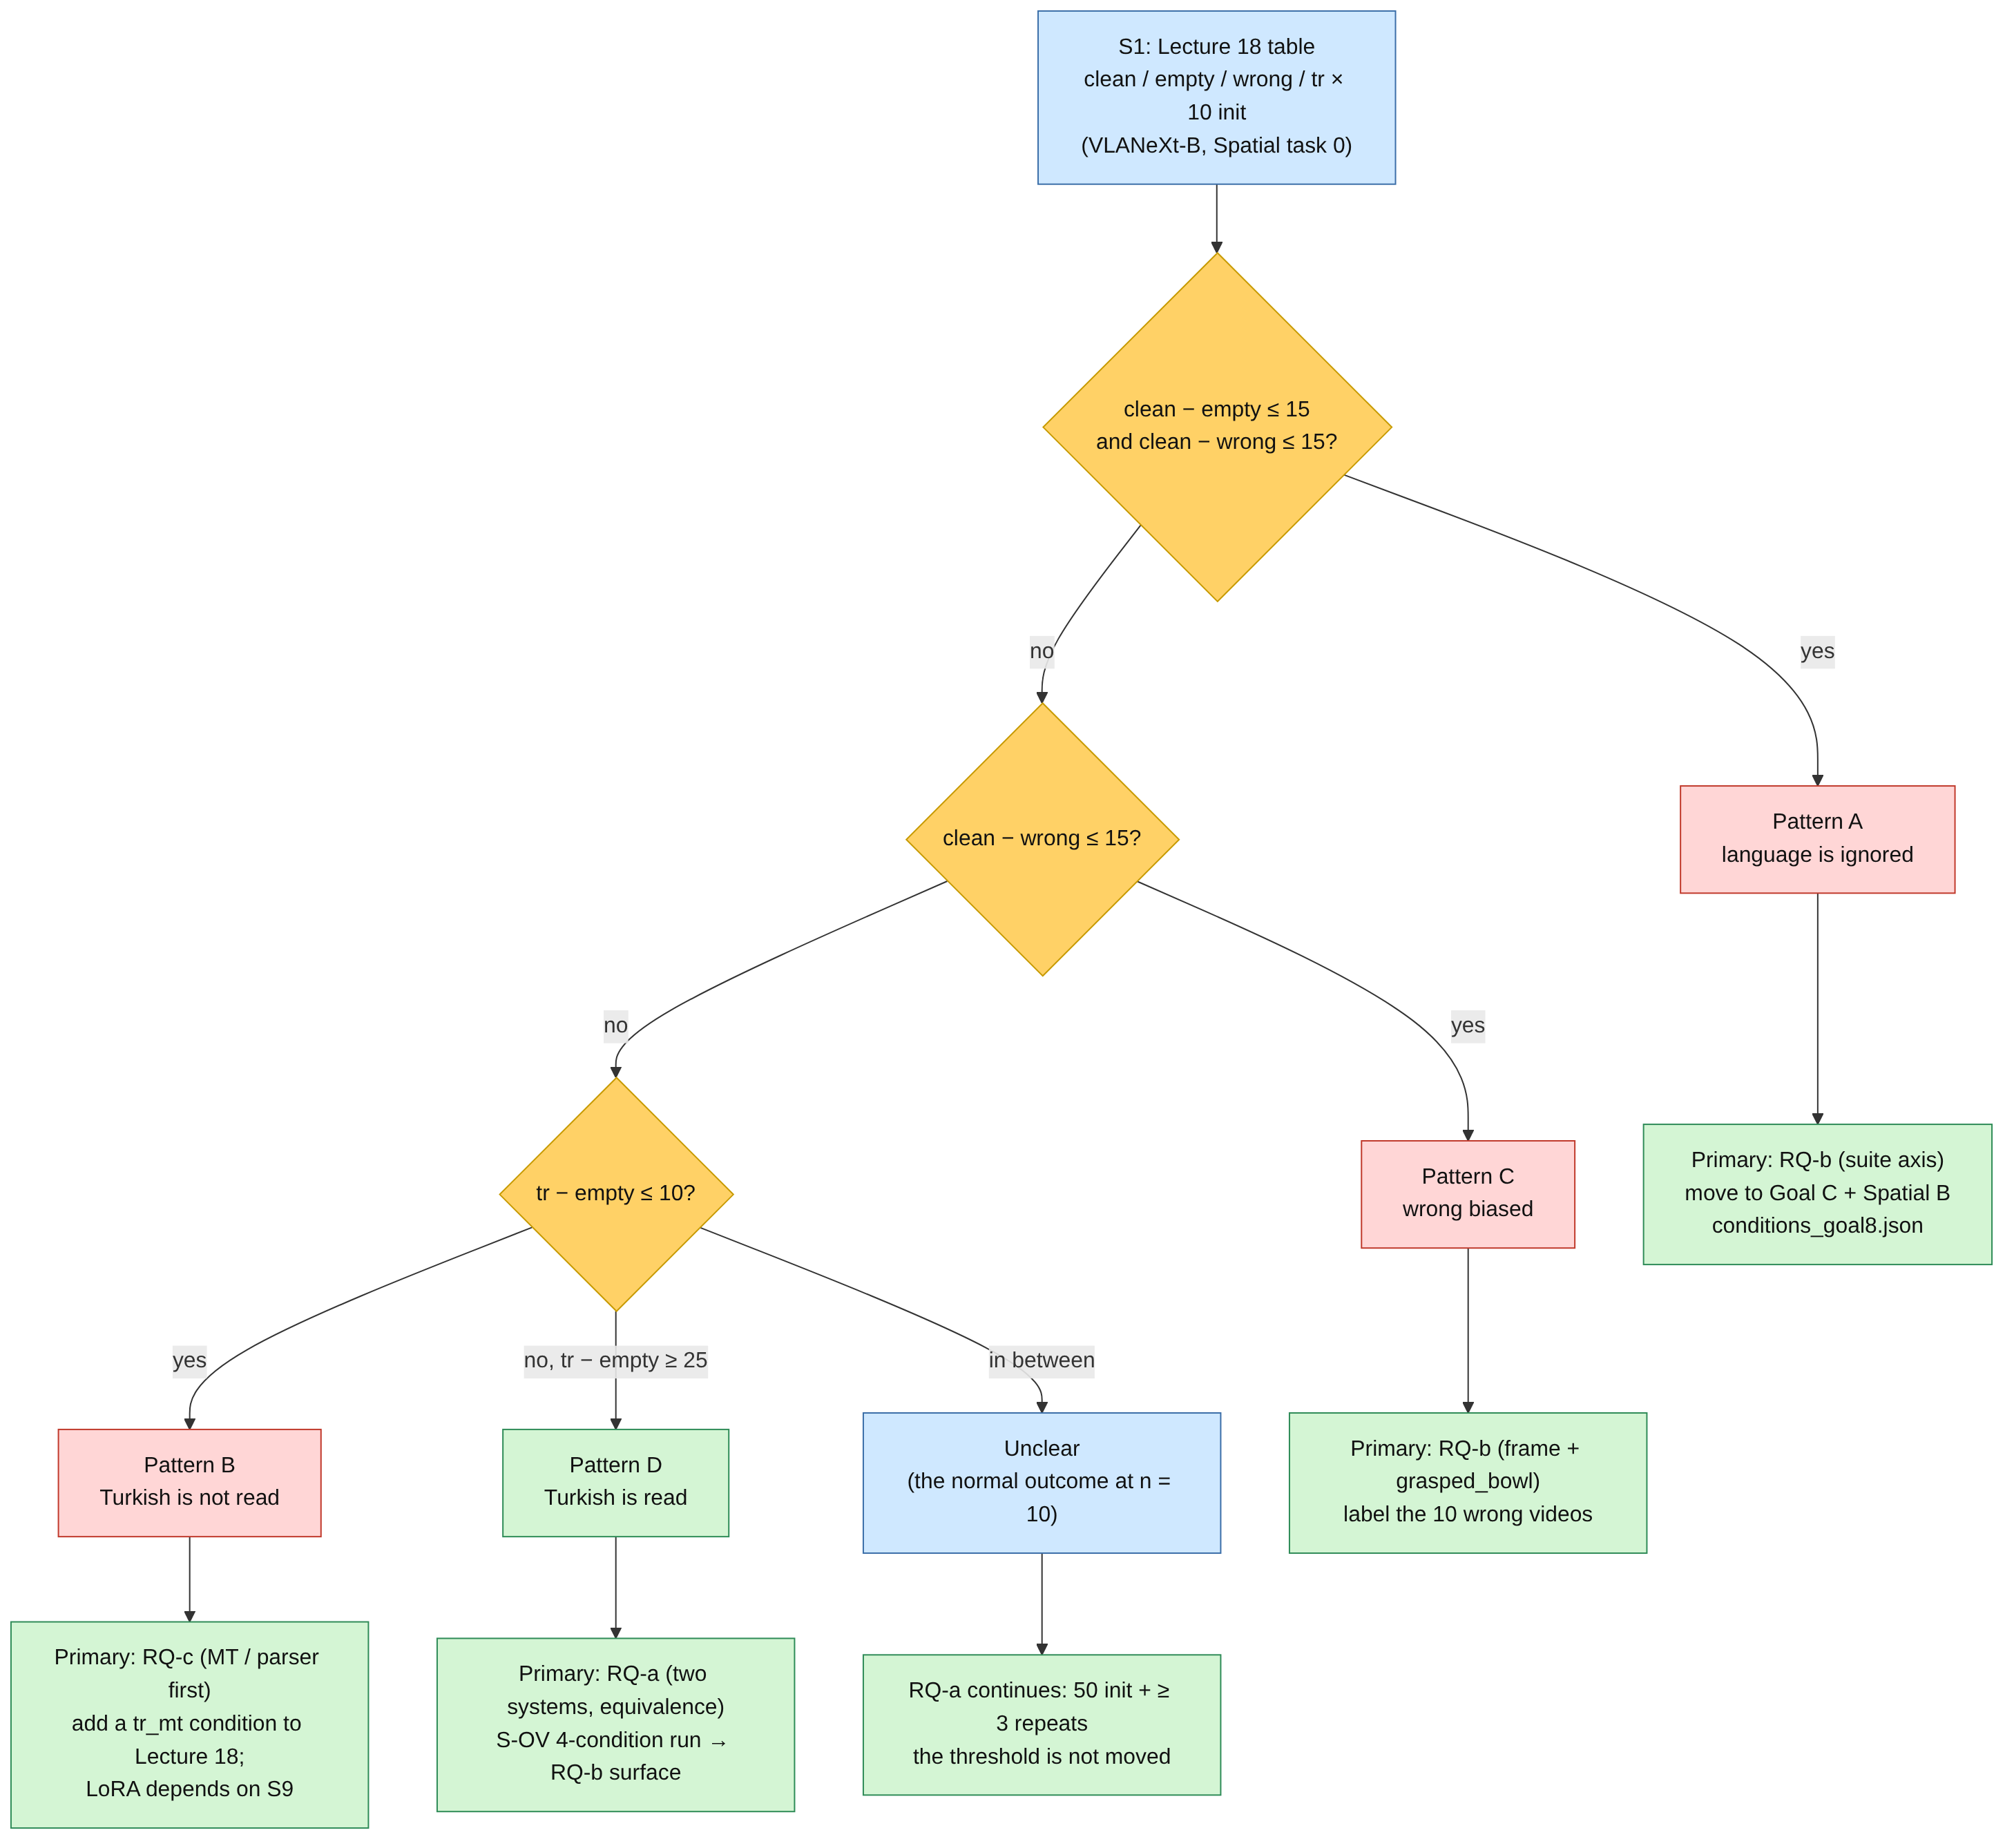 S1: Lecture 18 table
clean / empty / wrong / tr ×
10 init
(VLANeXt-B, Spatial task 0)
clean − empty ≤ 15
and clean − wrong ≤ 15?
no
yes
clean − wrong ≤ 15?
Pattern A
language is ignored
no
yes
Primary: RQ-b (suite axis)
move to Goal C + Spatial B
conditions_goal8.json
tr − empty ≤ 10?
Pattern C
wrong biased
yes
no, tr − empty ≥ 25
in between
Pattern B
Turkish is not read
Pattern D
Turkish is read
Unclear
(the normal outcome at n =
10)
Primary: RQ-b (frame +
grasped_bowl)
label the 10 wrong videos
Primary: RQ-c (MT / parser
first)
add a tr_mt condition to
Lecture 18;
LoRA depends on S9
Primary: RQ-a (two
systems, equivalence)
S-OV 4-condition run →
RQ-b surface
RQ-a continues: 50 init + ≥
3 repeats
the threshold is not moved